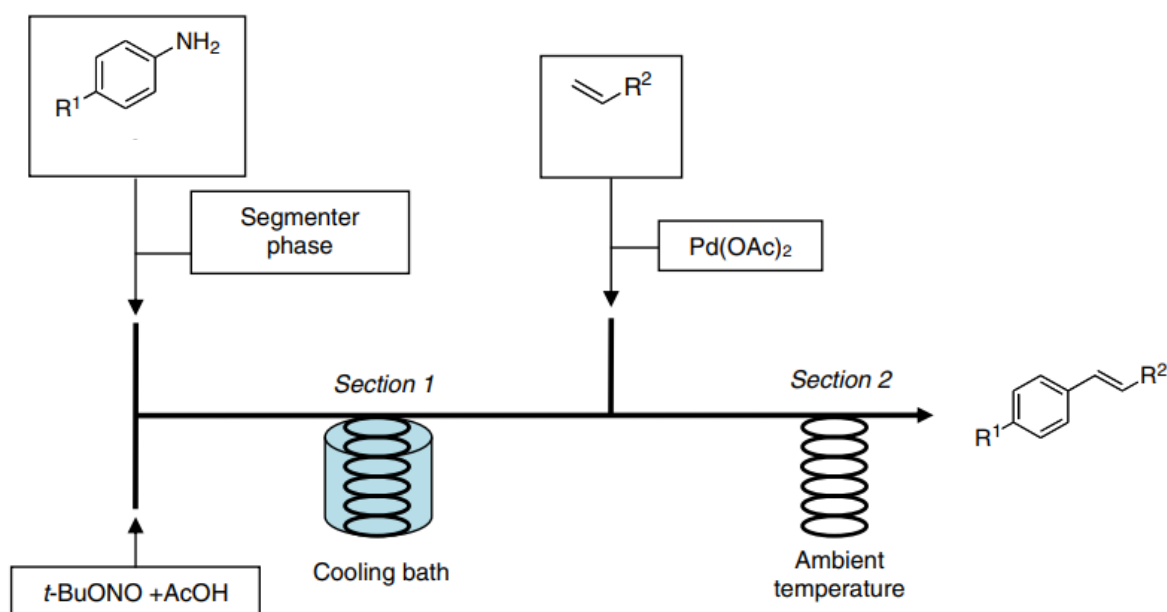 NH₂
R¹
R²
Segmenter
phase
Pd(OAc)₂
Section 1
Section 2
R²
R¹
Cooling bath
Ambient
temperature
t-BuONO +AcOH